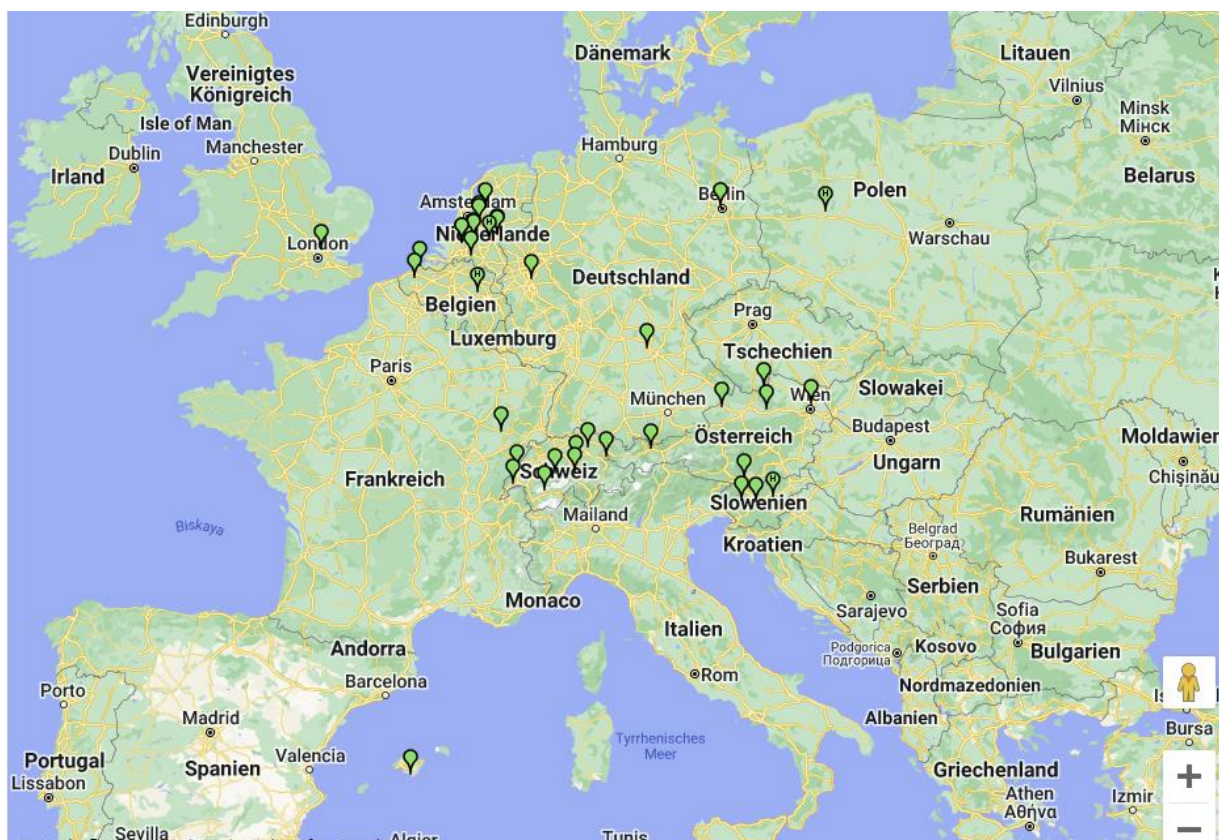 Edinburgh
Dänemark
Litauen
Vereinigtes
Königreich
Vilnius
Minsk
Мінск
Isle of Man
Hamburg
Manchester
Dublin
Irland
Belarus
Amsterdam
Berlin
Polen
Niederlande
Warschau
London
Deutschland
Belgien
Prag
Luxemburg
Tschechien
Paris
Slowakei
München
Wien
Österreich
Budapest
Moldawien
Ungarn
Chișinău
Frankreich
Schweiz
Slowenien
Mailand
Rumänien
Biskaya
Kroatien
Belgrad
Београд
Bukarest
Serbien
Monaco
Sarajevo
Italien
Sofia
София
Andorra
Podgorica
Подгорица
Kosovo
Bulgarien
Barcelona
Rom
Porto
Nordmazedonien
Madrid
Albanien
Tyrrhenisches
Meer
Bursa
Valencia
Portugal
Spanien
Griechenland
Lissabon
Athen
Αθήνα
Izmir
Sevilla
Algier
Tunis
H
H
H
H
+
−